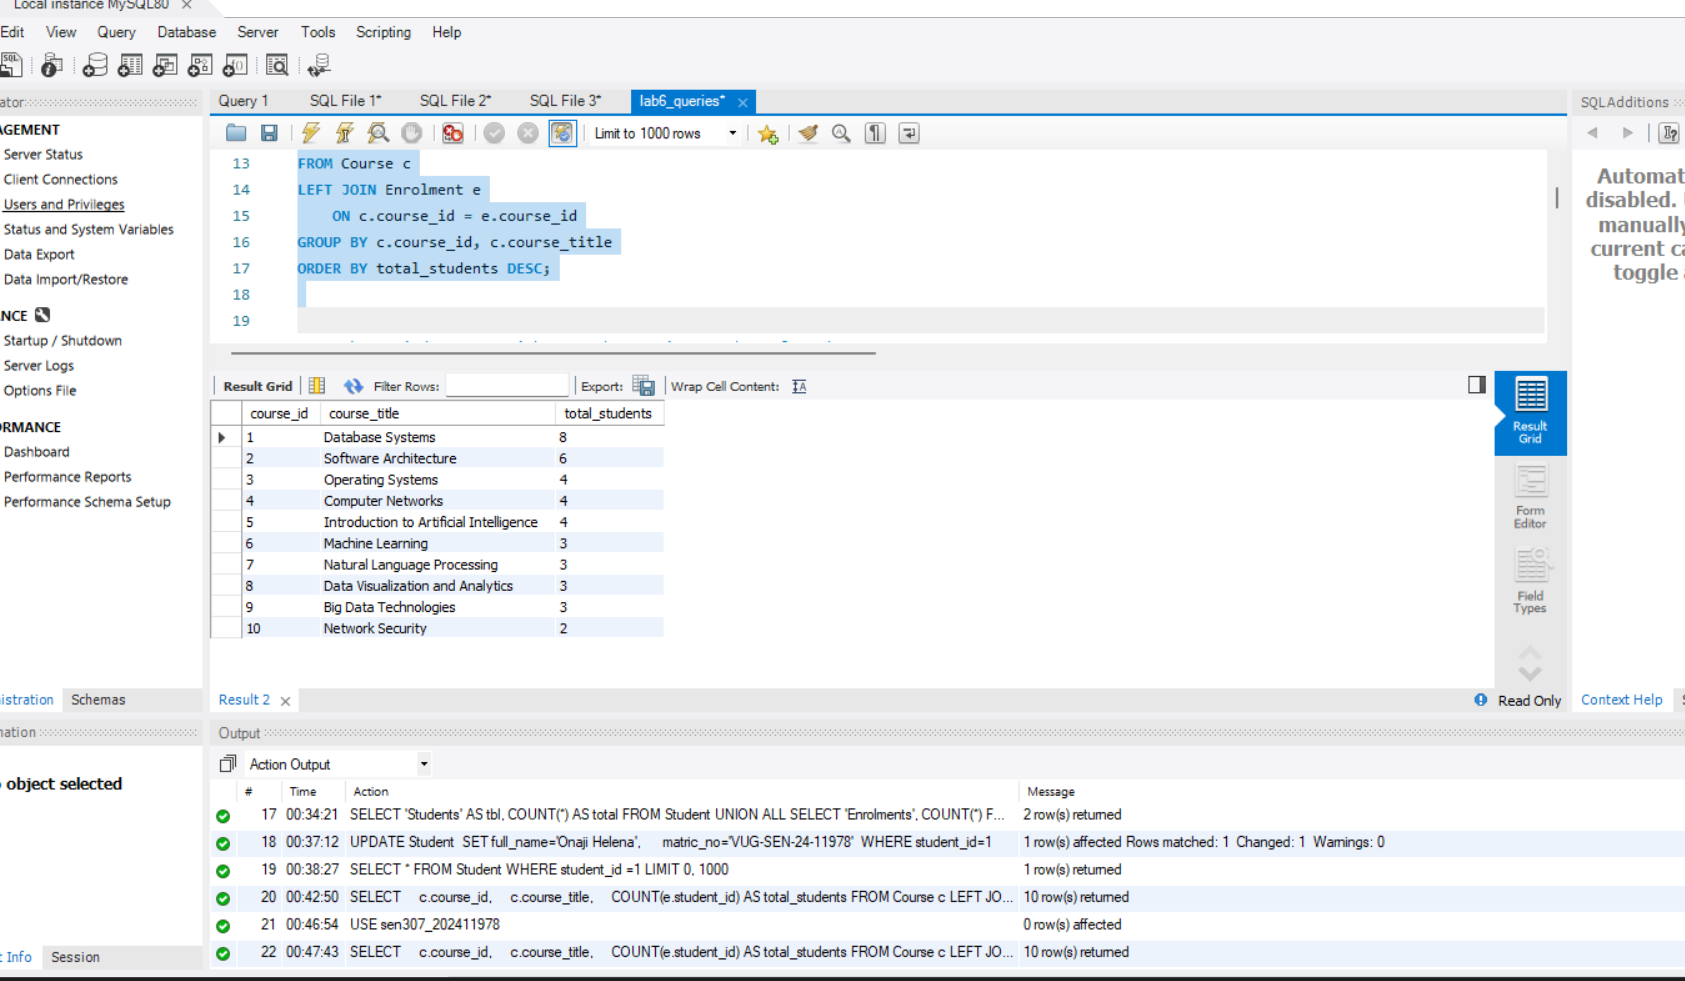 Local instance MySQL80 ×
Edit View Query Database Server Tools Scripting Help
Query 1 SQL File 1* SQL File 2* SQL File 3* lab6_queries* × SQLAdditions
Limit to 1000 rows
MANAGEMENT
Server Status
Client Connections
Users and Privileges
Status and System Variables
Data Export
Data Import/Restore
INSTANCE
Startup / Shutdown
Server Logs
Options File
PERFORMANCE
Dashboard
Performance Reports
Performance Schema Setup
13 FROM Course c
14 LEFT JOIN Enrolment e
15 ON c.course_id = e.course_id
16 GROUP BY c.course_id, c.course_title
17 ORDER BY total_students DESC;
18
19
Automat
disabled.
manually
current ca
toggle a
Result Grid Filter Rows: Export: Wrap Cell Content:
course_id course_title total_students
1 Database Systems 8
2 Software Architecture 6
3 Operating Systems 4
4 Computer Networks 4
5 Introduction to Artificial Intelligence 4
6 Machine Learning 3
7 Natural Language Processing 3
8 Data Visualization and Analytics 3
9 Big Data Technologies 3
10 Network Security 2
Result
Grid
Form
Editor
Field
Types
istration Schemas Result 2 × Read Only Context Help
mation Output
object selected
Action Output
# Time Action Message
17 00:34:21 SELECT 'Students' AS tbl, COUNT(*) AS total FROM Student UNION ALL SELECT 'Enrolments', COUNT(*) F... 2 row(s) returned
18 00:37:12 UPDATE Student SET full_name='Onaji Helena', matric_no='VUG-SEN-24-11978' WHERE student_id=1 1 row(s) affected Rows matched: 1 Changed: 1 Warnings: 0
19 00:38:27 SELECT * FROM Student WHERE student_id =1 LIMIT 0, 1000 1 row(s) returned
20 00:42:50 SELECT c.course_id, c.course_title, COUNT(e.student_id) AS total_students FROM Course c LEFT JO... 10 row(s) returned
21 00:46:54 USE sen307_202411978 0 row(s) affected
22 00:47:43 SELECT c.course_id, c.course_title, COUNT(e.student_id) AS total_students FROM Course c LEFT JO... 10 row(s) returned
t Info Session